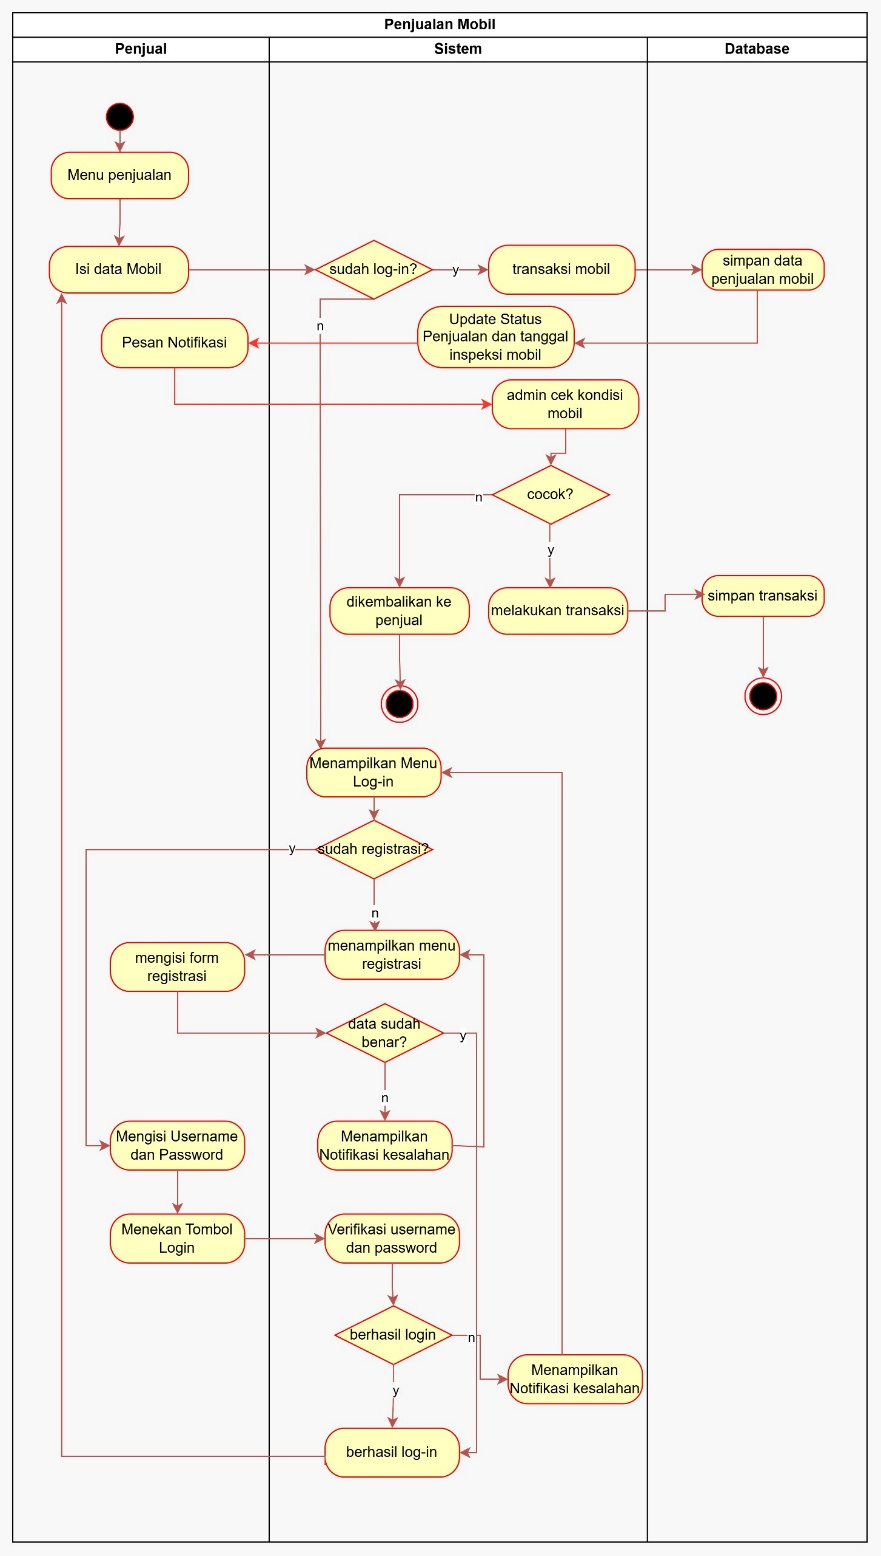 Penjualan Mobil
Penjual
Sistem
Database
Menu penjualan
Isi data Mobil
sudah log-in?
y
transaksi mobil
simpan data
penjualan mobil
n
Update Status
Penjualan dan tanggal
inspeksi mobil
Pesan Notifikasi
admin cek kondisi
mobil
cocok?
n
y
dikembalikan ke
penjual
melakukan transaksi
simpan transaksi
Menampilkan Menu
Log-in
sudah registrasi?
y
n
menampilkan menu
registrasi
mengisi form
registrasi
data sudah
benar?
y
n
Mengisi Username
dan Password
Menampilkan
Notifikasi kesalahan
Menekan Tombol
Login
Verifikasi username
dan password
berhasil login
n
y
Menampilkan
Notifikasi kesalahan
berhasil log-in